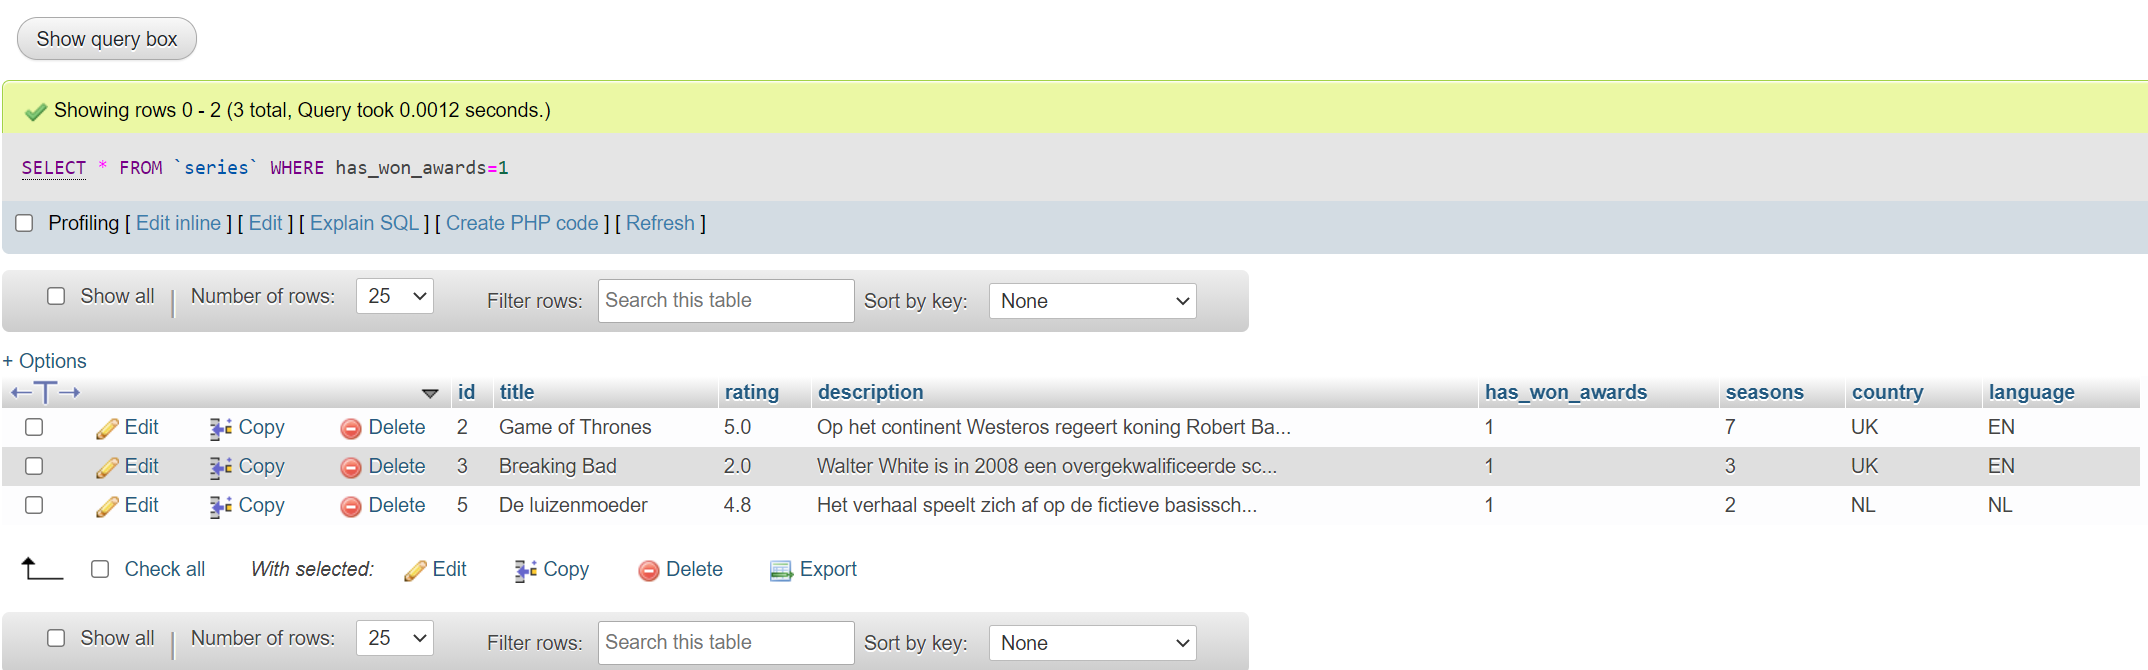 Show query box
Showing rows 0 - 2 (3 total, Query took 0.0012 seconds.)
SELECT * FROM `series` WHERE has_won_awards=1
Profiling [ Edit inline ] [ Edit ] [ Explain SQL ] [ Create PHP code ] [ Refresh ]
Show all | Number of rows: 25 Filter rows: Search this table Sort by key: None
+ Options
←T→ id title rating description has_won_awards seasons country language
Edit Copy Delete 2 Game of Thrones 5.0 Op het continent Westeros regeert koning Robert Ba... 1 7 UK EN
Edit Copy Delete 3 Breaking Bad 2.0 Walter White is in 2008 een overgekwalificeerde sc... 1 3 UK EN
Edit Copy Delete 5 De luizenmoeder 4.8 Het verhaal speelt zich af op de fictieve basissch... 1 2 NL NL
Check all With selected: Edit Copy Delete Export
Show all | Number of rows: 25 Filter rows: Search this table Sort by key: None